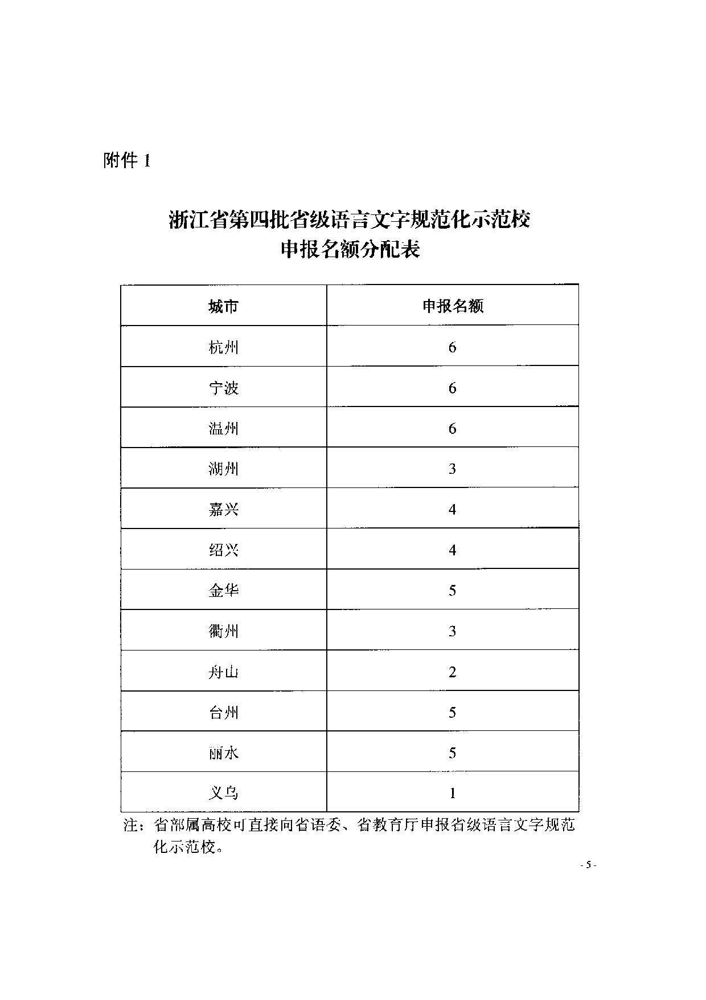 附件 1
浙江省第四批省级语言文字规范化示范校
申报名额分配表
城市 申报名额
杭州 6
宁波 6
温州 6
湖州 3
嘉兴 4
绍兴 4
金华 5
衢州 3
舟山 2
台州 5
丽水 5
义乌 1
注：省部属高校可直接向省语委、省教育厅申报省级语言文字规范
化示范校。
- 5 -